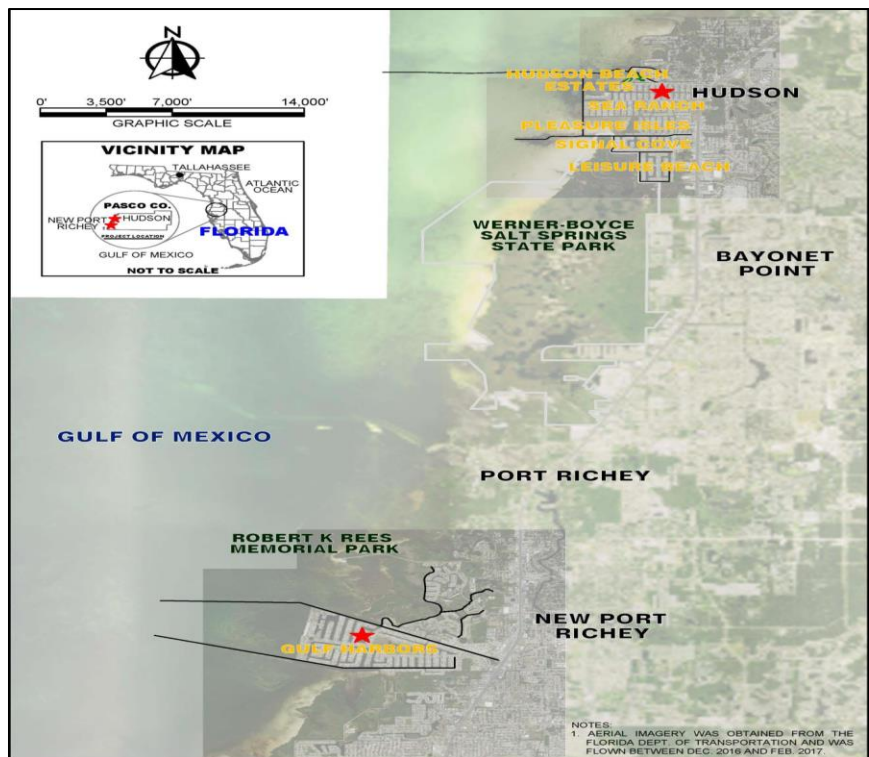 N
0' 3,500' 7,000' 14,000'
GRAPHIC SCALE
VICINITY MAP
TALLAHASSEE
ATLANTIC
OCEAN
PASCO CO.
HUDSON
NEW PORT
RICHEY
PROJECT LOCATION
FLORIDA
GULF OF MEXICO
NOT TO SCALE
HUDSON BEACH
ESTATES
HUDSON
SEA RANCH
PLEASURE ISLES
SIGNAL COVE
LEISURE BEACH
WERNER-BOYCE
SALT SPRINGS
STATE PARK
BAYONET
POINT
GULF OF MEXICO
PORT RICHEY
ROBERT K REES
MEMORIAL PARK
NEW PORT
RICHEY
GULF HARBORS
NOTES:
1. AERIAL IMAGERY WAS OBTAINED FROM THE
FLORIDA DEPT. OF TRANSPORTATION AND WAS
FLOWN BETWEEN DEC. 2016 AND FEB. 2017.